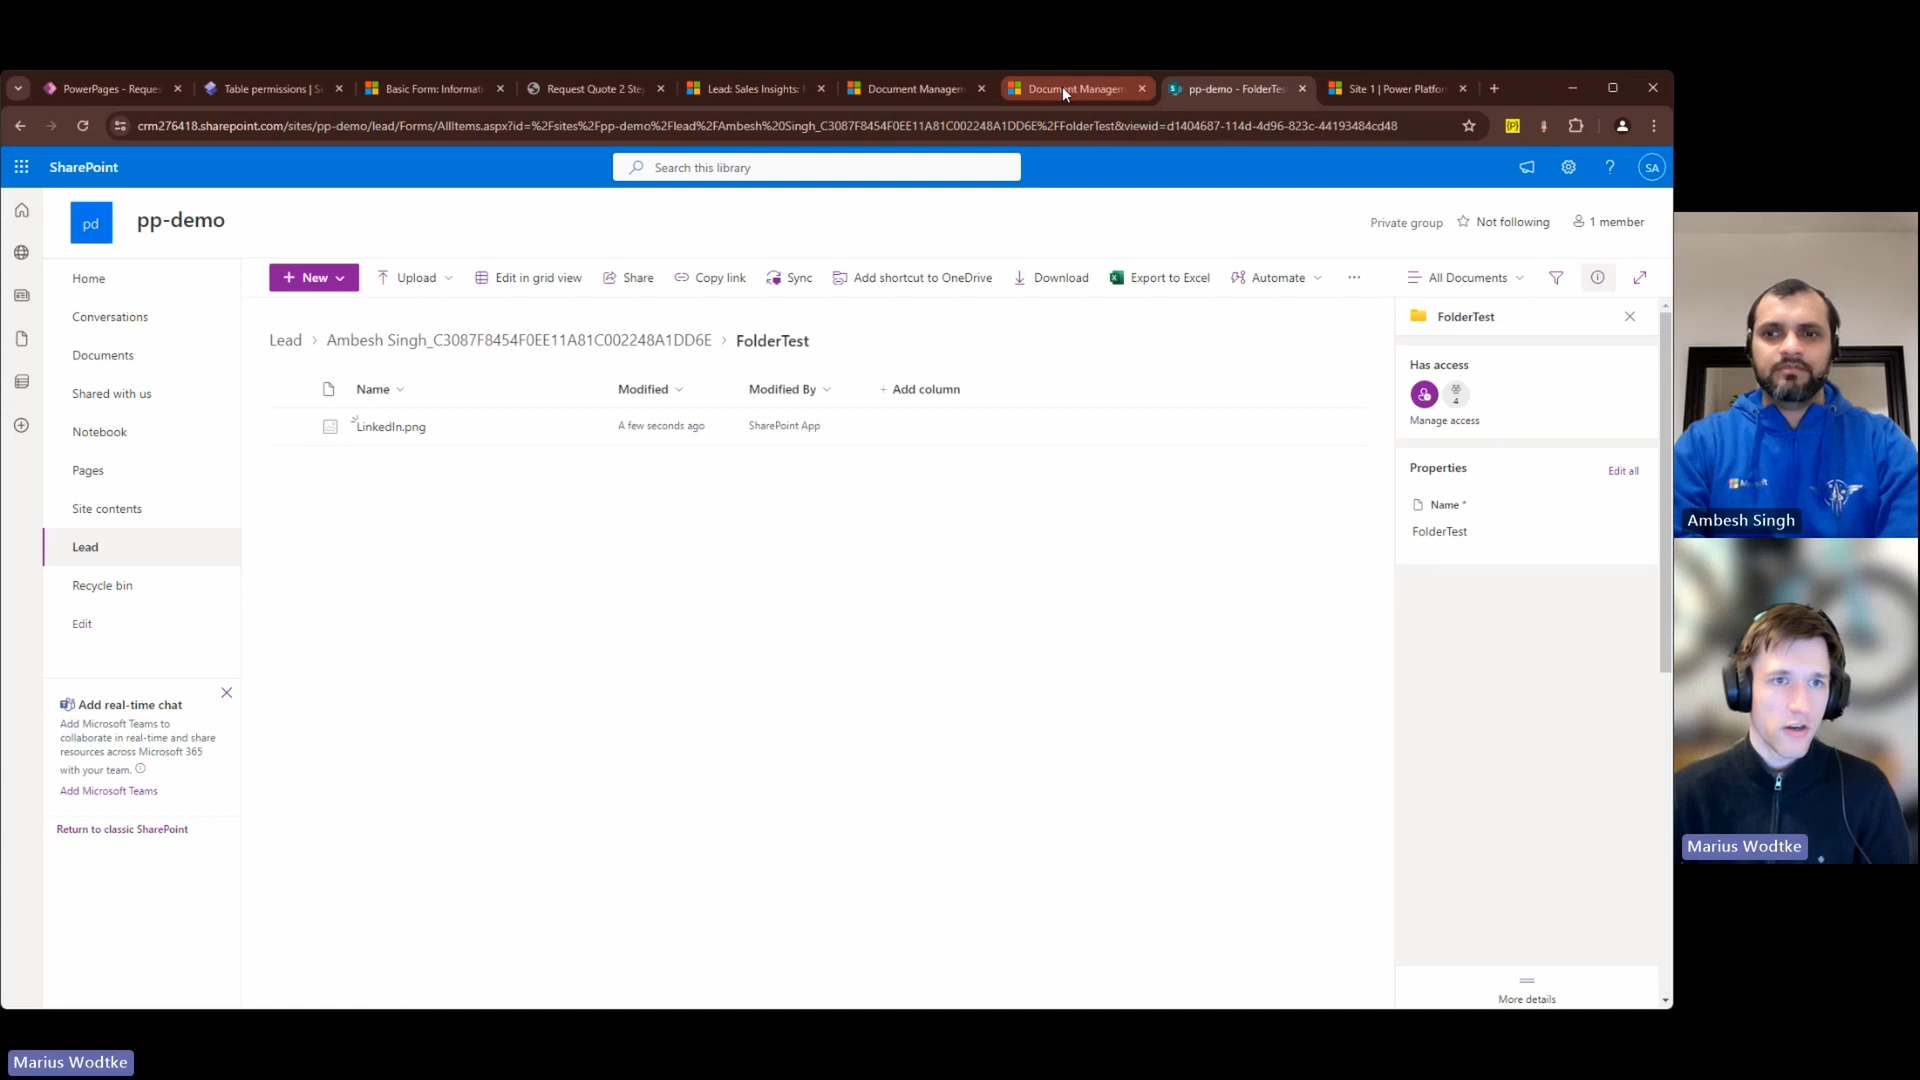 PowerPages - Reques
Table permissions | S
Basic Form: Informati
Request Quote 2 Ste
Lead: Sales Insights:
Document Managem
Document Managem
pp-demo - FolderTes
Site 1 | Power Platfor
crm276418.sharepoint.com/sites/pp-demo/lead/Forms/AllItems.aspx?id=%2Fsites%2Fpp-demo%2Flead%2FAmbesh%20Singh_C3087F8454F0EE11A81C002248A1DD6E%2FFolderTest&viewid=d1404687-114d-4d96-823c-44193484cd48
SharePoint
Search this library
SA
pd
pp-demo
Private group
Not following
1 member
Home
Conversations
Documents
Shared with us
Notebook
Pages
Site contents
Lead
Recycle bin
Edit
Add real-time chat
Add Microsoft Teams to
collaborate in real-time and share
resources across Microsoft 365
with your team.
Add Microsoft Teams
Return to classic SharePoint
+ New
Upload
Edit in grid view
Share
Copy link
Sync
Add shortcut to OneDrive
Download
Export to Excel
Automate
...
All Documents
Lead > Ambesh Singh_C3087F8454F0EE11A81C002248A1DD6E > FolderTest
Name
Modified
Modified By
+ Add column
LinkedIn.png
A few seconds ago
SharePoint App
FolderTest
Has access
4
Manage access
Properties
Edit all
Name *
FolderTest
More details
Ambesh Singh
Marius Wodtke
Marius Wodtke